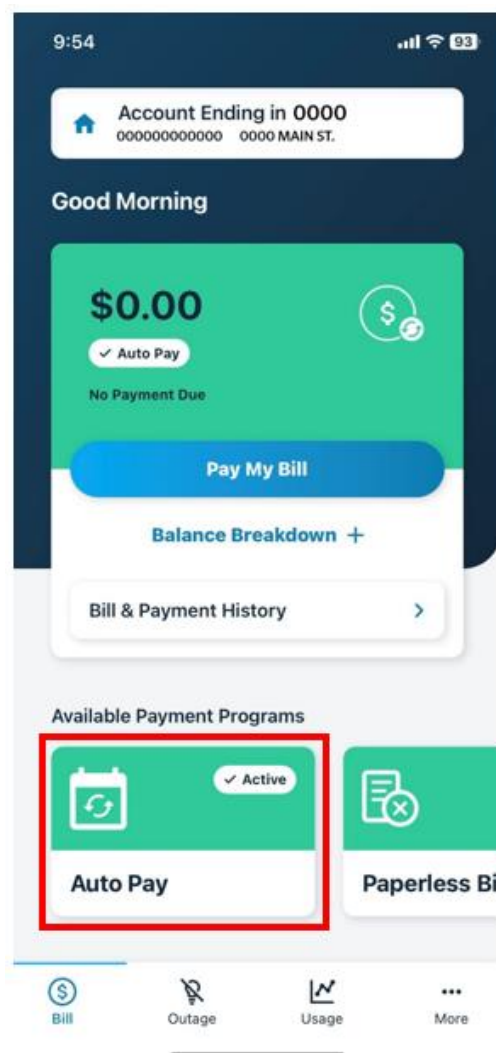 9:54
93
Account Ending in 0000
000000000000 0000 MAIN ST.
Good Morning
$0.00
Auto Pay
No Payment Due
Pay My Bill
Balance Breakdown +
Bill & Payment History
Available Payment Programs
Active
Auto Pay
Paperless Bi
Bill
Outage
Usage
More